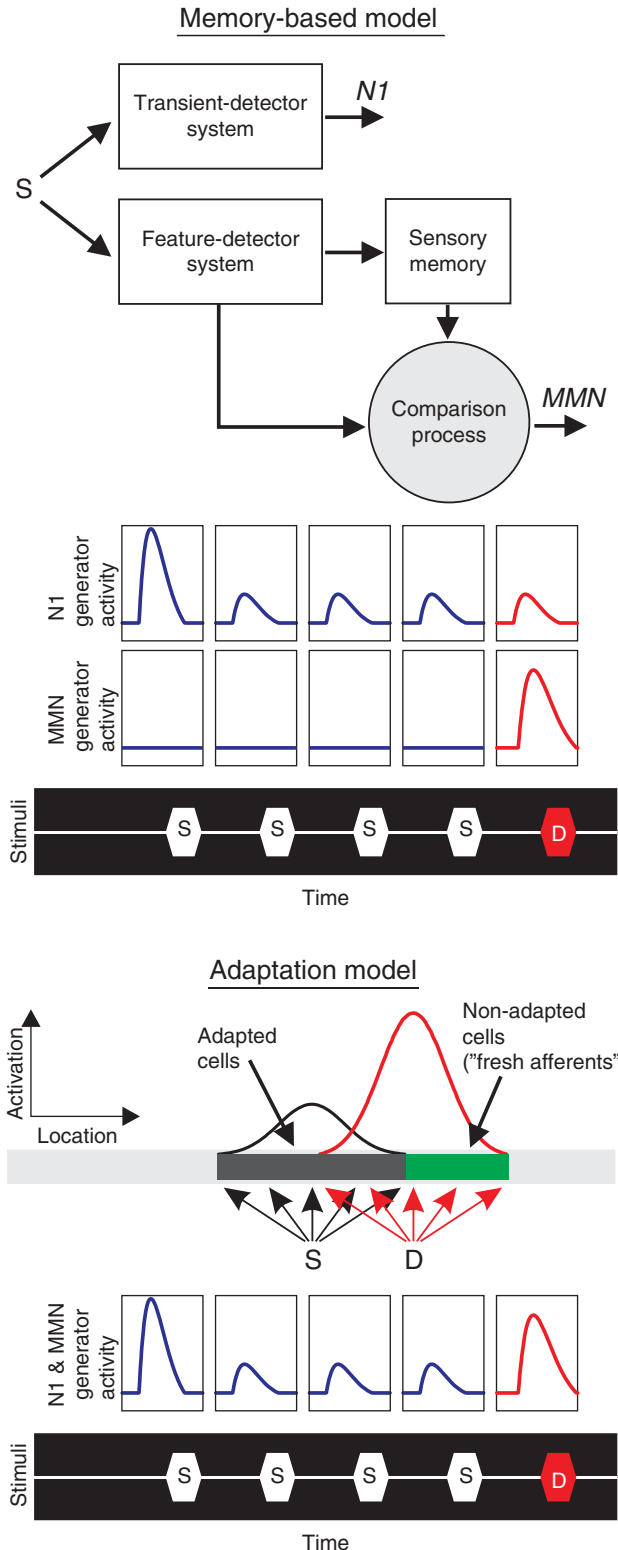 Memory-based model
Transient-detector
system
N1
S
Feature-detector
system
Sensory
memory
Comparison
process
MMN
N1
generator
activity
MMN
generator
activity
Stimuli
S
S
S
S
D
Time
Adaptation model
Activation
Location
Adapted
cells
Non-adapted
cells
("fresh afferents"
S
D
N1 & MMN
generator
activity
Stimuli
S
S
S
S
D
Time